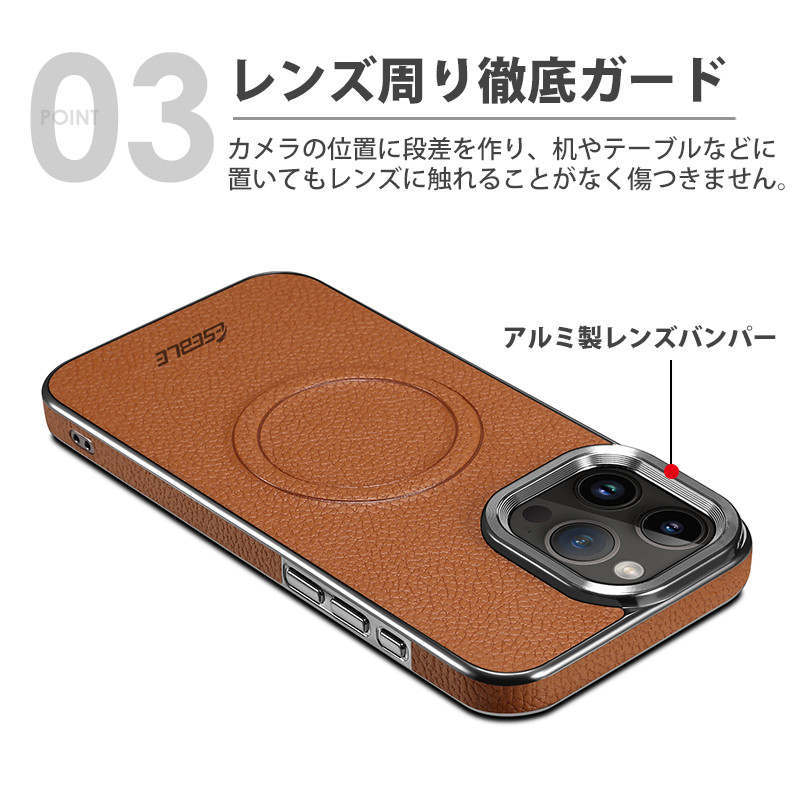 POINT
03
レンズ周り徹底ガード
カメラの位置に段差を作り、机やテーブルなどに
置いてもレンズに触れることがなく傷つきません。
アルミ製レンズバンパー
ESEBLE